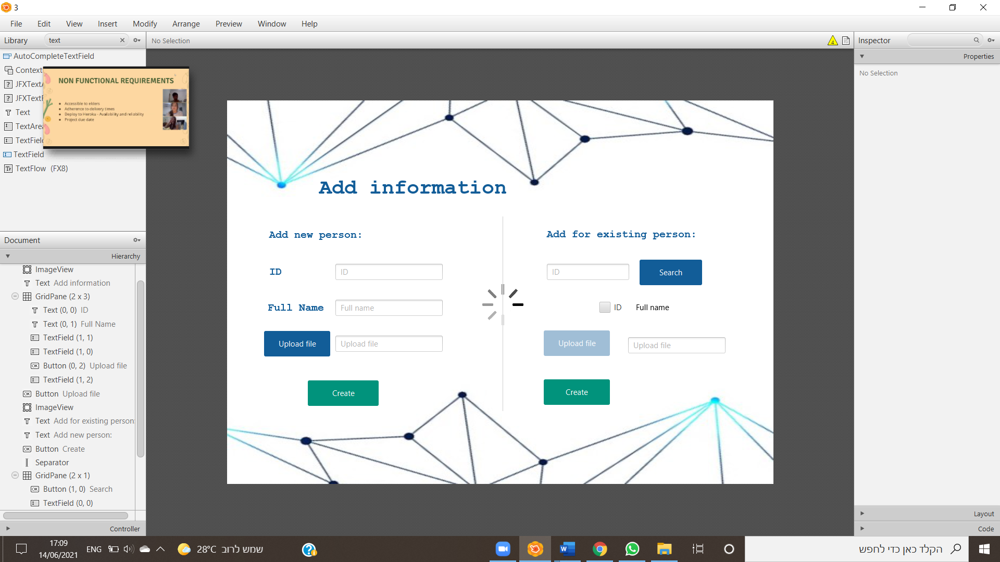 3
File Edit View Insert Modify Arrange Preview Window Help
Library text
No Selection
4
Inspector
AutoCompleteTextField
Context
JFXTextA
JFXTextF
Text
TextArea
TextField
TextField
TextFlow (FX8)
NON FUNCTIONAL REQUIREMENTS
• Accessible to elders
• Adherence to delivery times
• Deploy to Heroku - Availability and reliability
• Project due date
Properties
No Selection
Document
Hierarchy
ImageView
Text Add information
GridPane (2 x 3)
Text (0, 0) ID
Text (0, 1) Full Name
TextField (1, 1)
TextField (1, 0)
Button (0, 2) Upload file
TextField (1, 2)
Button Upload file
ImageView
Text Add for existing person:
Text Add new person:
Button Create
Separator
GridPane (2 x 1)
Button (1, 0) Search
TextField (0, 0)
Controller
Add information
Add new person:
ID ID
Full Name Full name
Upload file Upload file
Create
Add for existing person:
ID Search
ID Full name
Upload file Upload file
Create
Layout
Code
17:09
14/06/2021
ENG
28°C שמש לרוב
הקלד כאן כדי לחפש